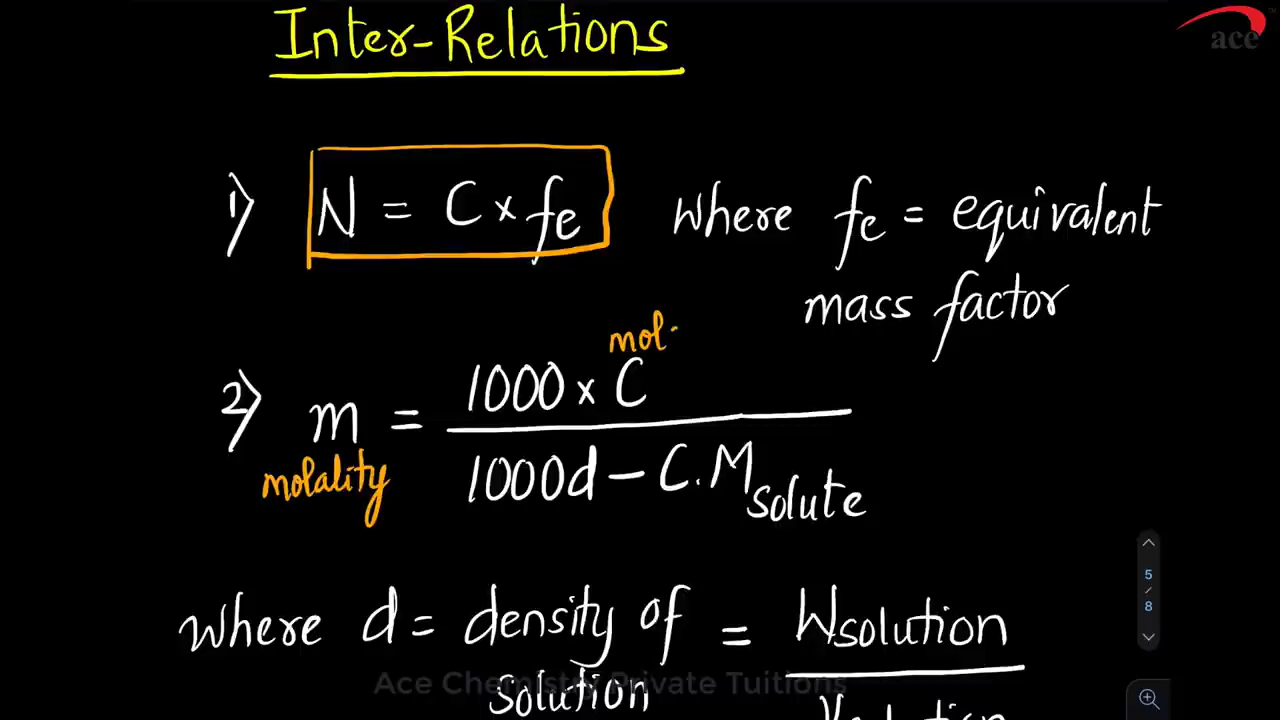 ace
Inter-Relations
1) N = C × fe where fe = equivalent
mass factor
mol.
2) m = 1000 × C
1000d - C.Msolute
molality
where d = density of = Wsolution
solution
Ace Chemistry Private Tuitions
5
/
8